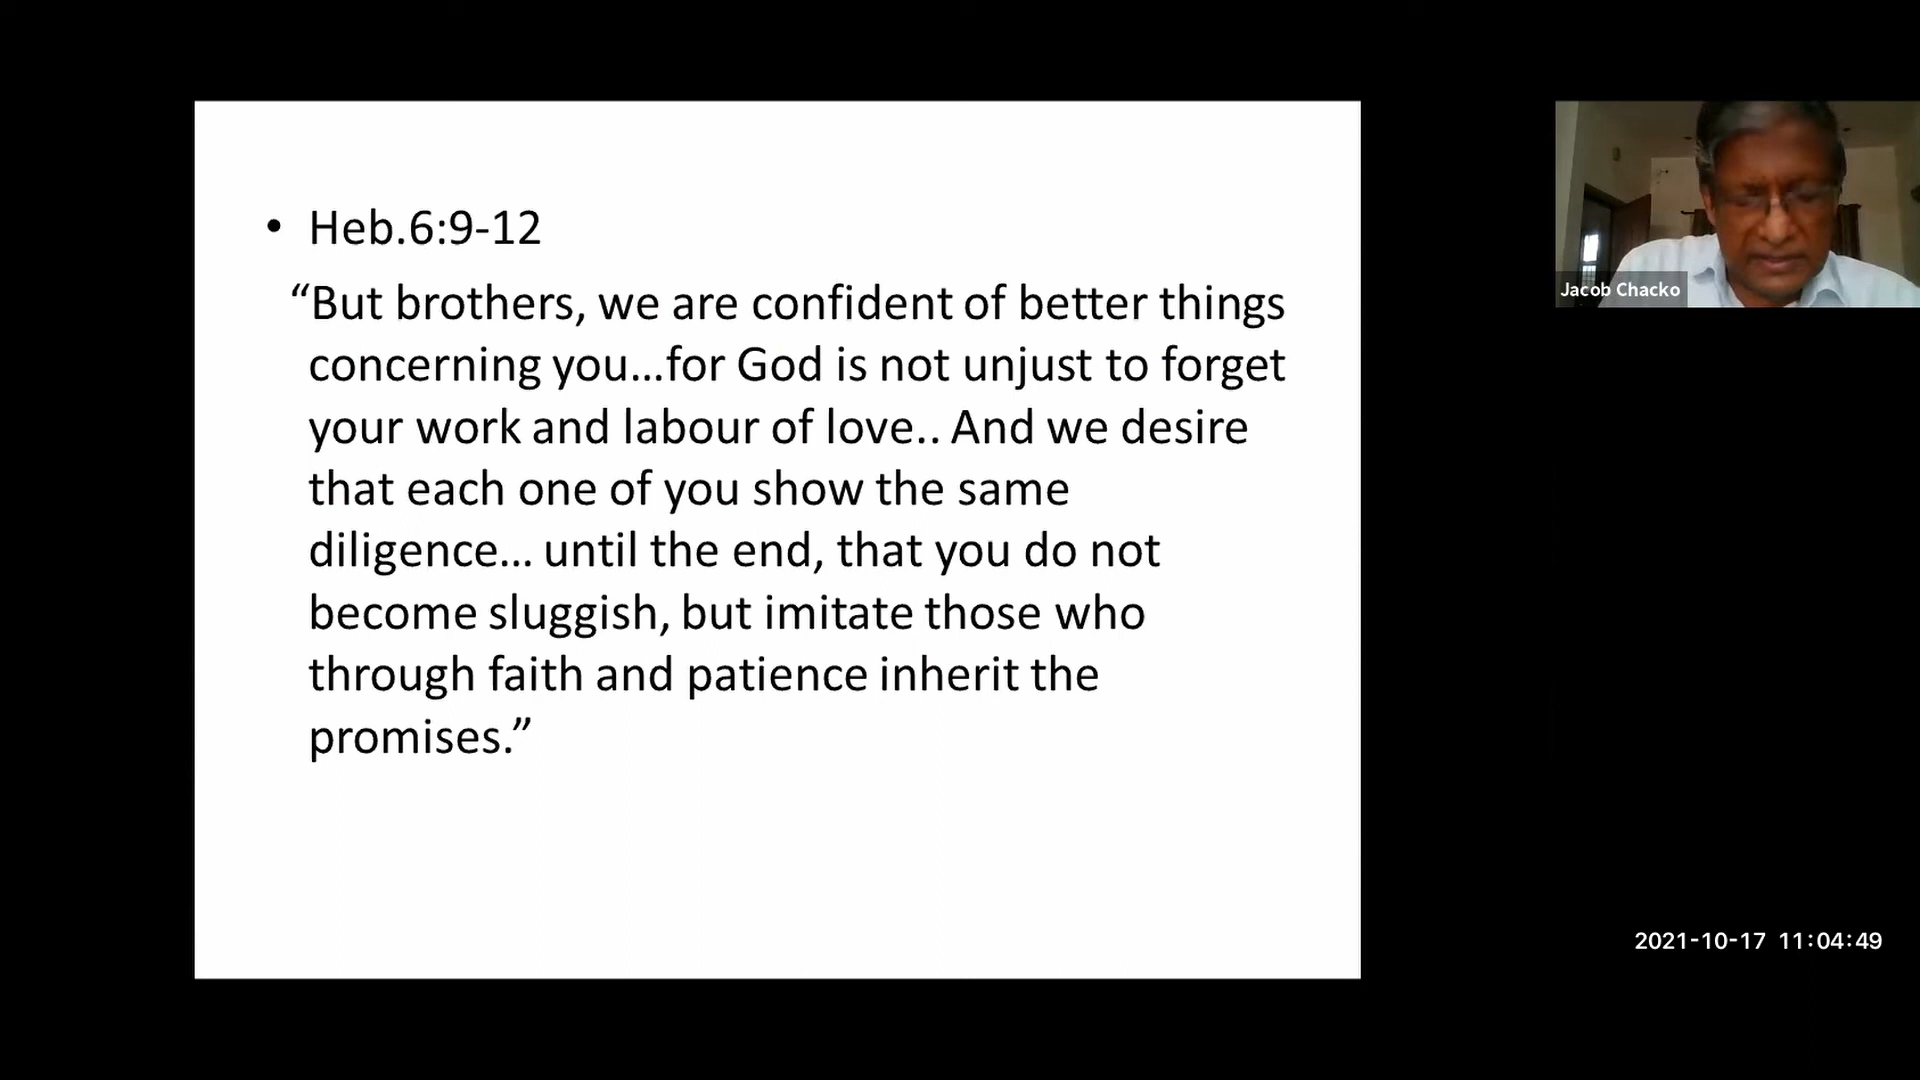 • Heb.6:9-12
“But brothers, we are confident of better things
concerning you...for God is not unjust to forget
your work and labour of love.. And we desire
that each one of you show the same
diligence... until the end, that you do not
become sluggish, but imitate those who
through faith and patience inherit the
promises.”
Jacob Chacko
2021-10-17 11:04:49